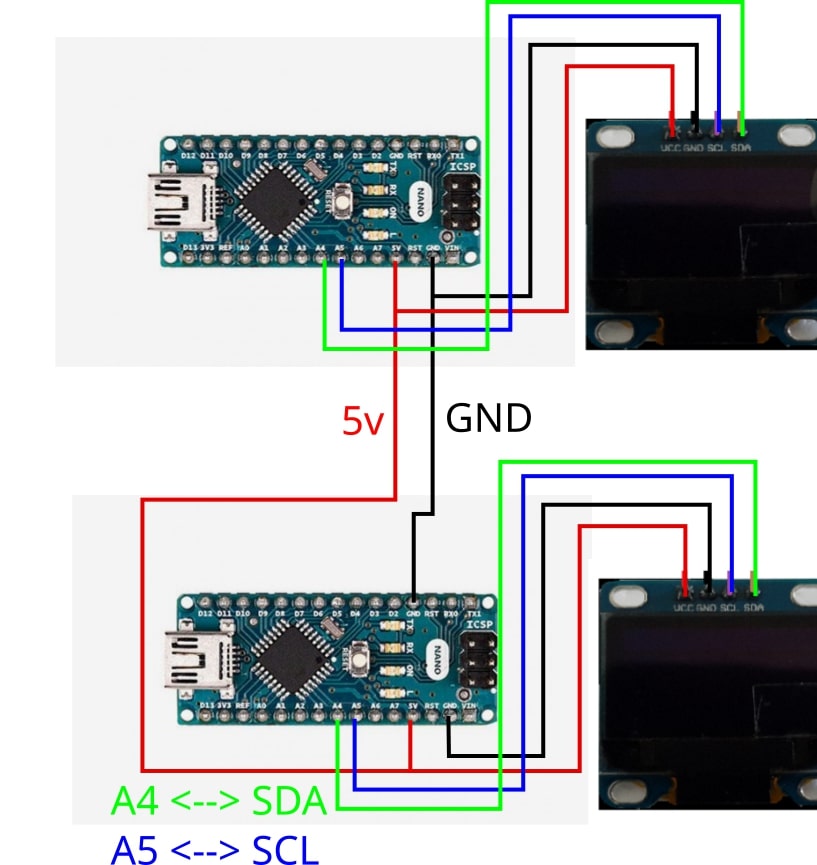 D12 D11 D10 D9 D8 D7 D6 D5 D4 D3 D2 GND RST RX0 TX1
ICSP
TX
RX
ON
L
RESET
NANO
D13 3V3 REF A0 A1 A2 A3 A4 A5 A6 A7 5V RST GND VIN
VCC GND SCL SDA
5v
GND
D12 D11 D10 D9 D8 D7 D6 D5 D4 D3 D2 GND RST RX0 TX1
ICSP
TX
RX
ON
L
RESET
NANO
D13 3V3 REF A0 A1 A2 A3 A4 A5 A6 A7 5V RST GND VIN
VCC GND SCL SDA
A4 <--> SDA
A5 <--> SCL